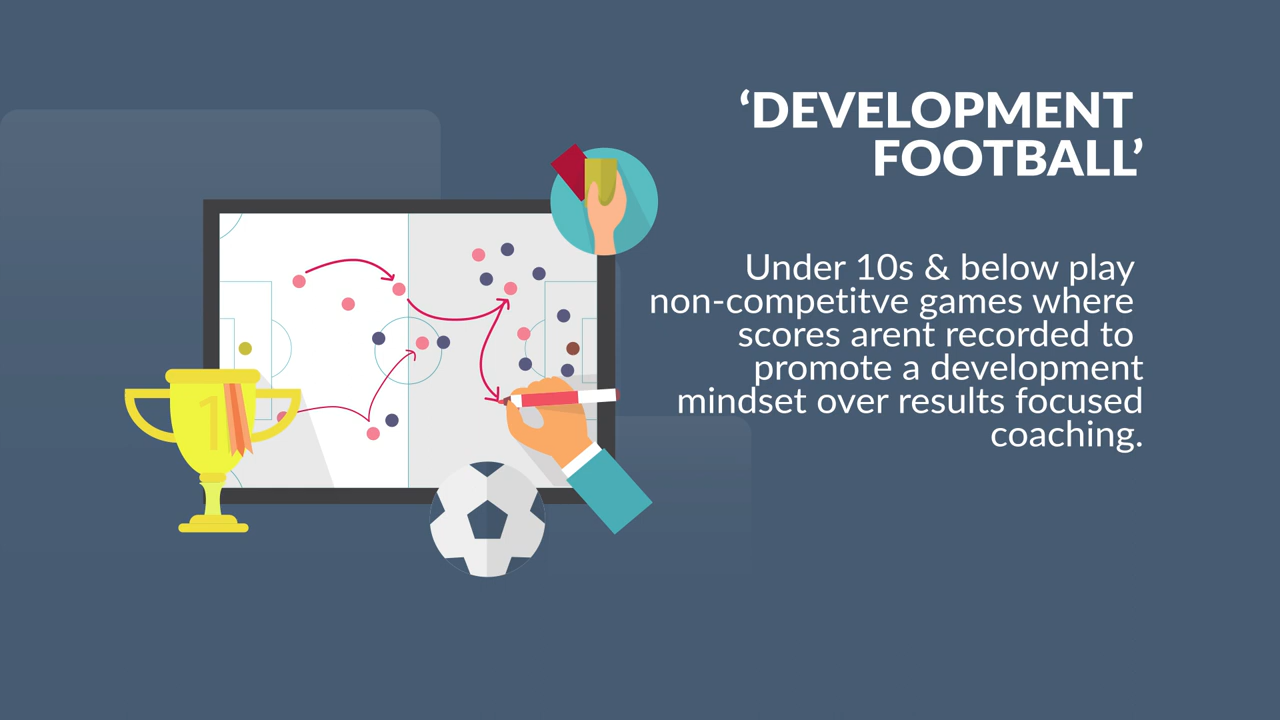 1
‘DEVELOPMENT
FOOTBALL’
Under 10s & below play
non-competitve games where
scores arent recorded to
promote a development
mindset over results focused
coaching.